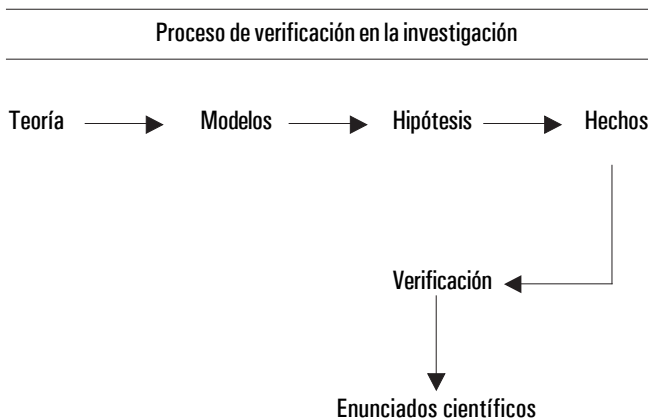 Proceso de verificación en la investigación
Teoría Modelos Hipótesis Hechos
Verificación
Enunciados científicos